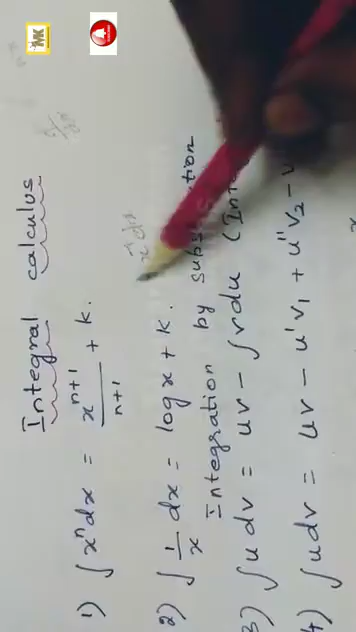 Integral calculus
1) ∫xⁿdx = xⁿ⁺¹/n+1 + k.
2) ∫1/x dx = log x + k.
Integration by
3) ∫u dv = uv - ∫v du
4) ∫u dv = uv - u'v₁ + u''v₂ -
MK